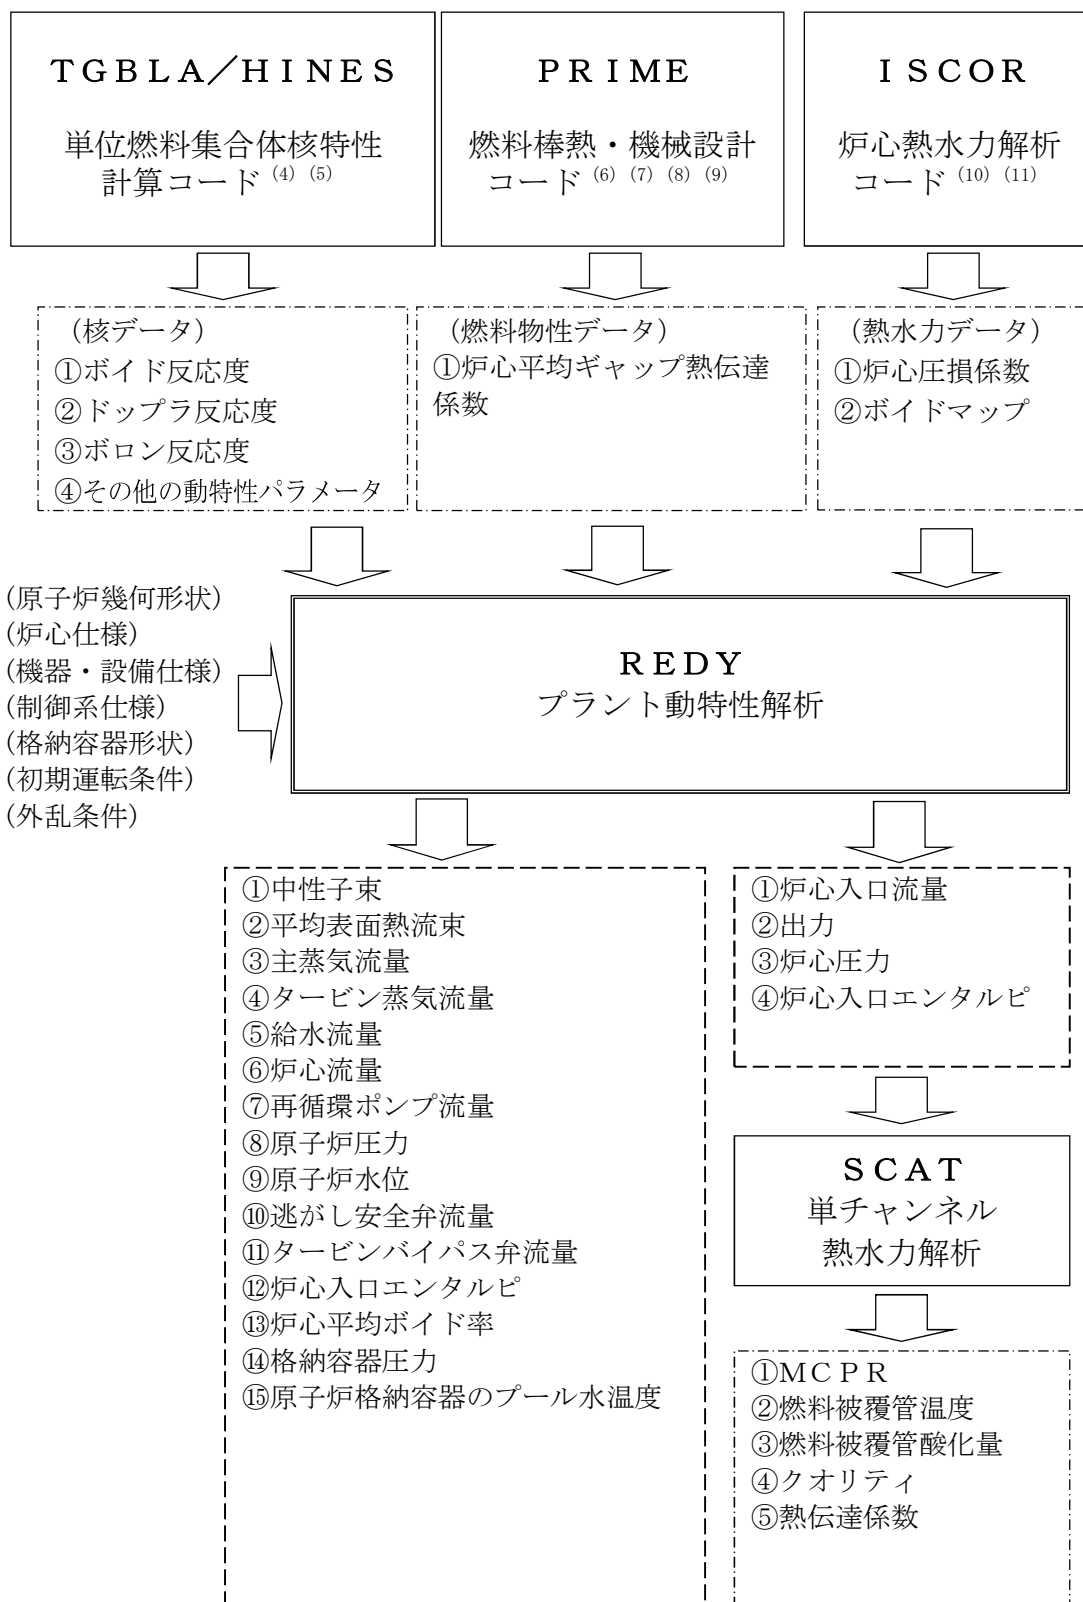 ＴＧＢＬＡ／ＨＩＮＥＳ
単位燃料集合体核特性
計算コード(4) (5)
ＰＲＩＭＥ
燃料棒熱・機械設計
コード(6) (7) (8) (9)
ＩＳＣＯＲ
炉心熱水力解析
コード(10) (11)
(核データ)
①ボイド反応度
②ドップラ反応度
③ボロン反応度
④その他の動特性パラメータ
(燃料物性データ)
①炉心平均ギャップ熱伝達
係数
(熱水力データ)
①炉心圧損係数
②ボイドマップ
(原子炉幾何形状)
(炉心仕様)
(機器・設備仕様)
(制御系仕様)
(格納容器形状)
(初期運転条件)
(外乱条件)
ＲＥＤＹ
プラント動特性解析
①中性子束
②平均表面熱流束
③主蒸気流量
④タービン蒸気流量
⑤給水流量
⑥炉心流量
⑦再循環ポンプ流量
⑧原子炉圧力
⑨原子炉水位
⑩逃がし安全弁流量
⑪タービンバイパス弁流量
⑫炉心入口エンタルピ
⑬炉心平均ボイド率
⑭格納容器圧力
⑮原子炉格納容器のプール水温度
①炉心入口流量
②出力
③炉心圧力
④炉心入口エンタルピ
ＳＣＡＴ
単チャンネル
熱水力解析
①ＭＣＰＲ
②燃料被覆管温度
③燃料被覆管酸化量
④クオリティ
⑤熱伝達係数